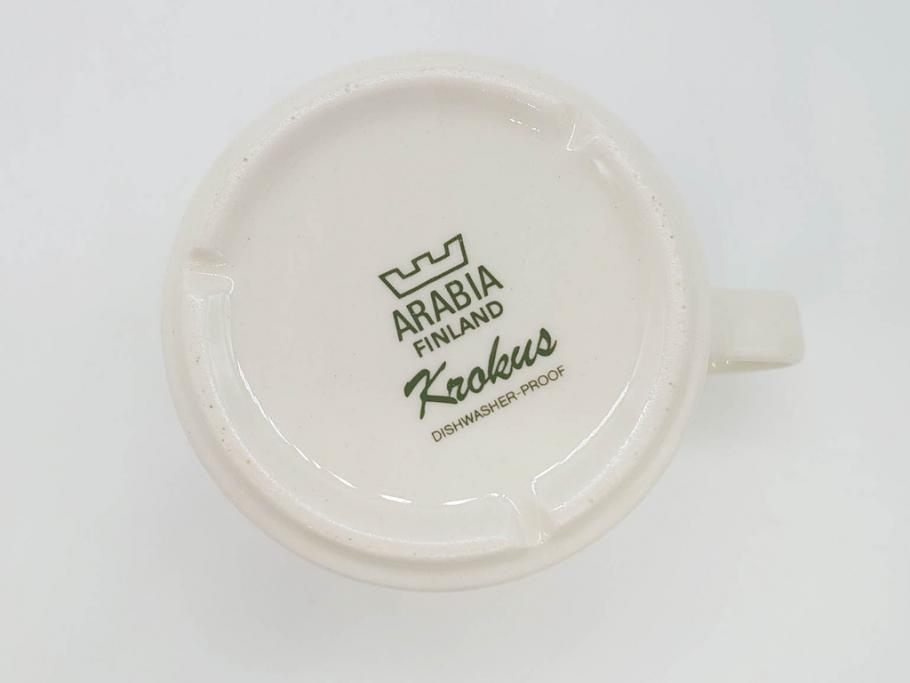 ARABIA
FINLAND
Krokus
DISHWASHER-PROOF